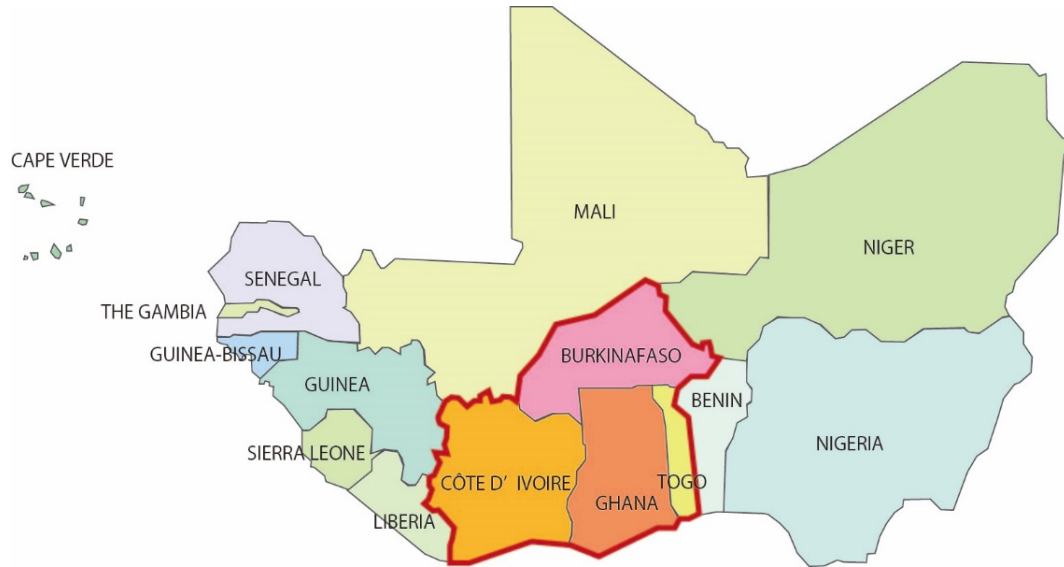 CAPE VERDE
MALI
NIGER
SENEGAL
THE GAMBIA
GUINEA-BISSAU
BURKINAFASO
GUINEA
BENIN
NIGERIA
SIERRA LEONE
CÔTE D' IVOIRE
TOGO
GHANA
LIBERIA